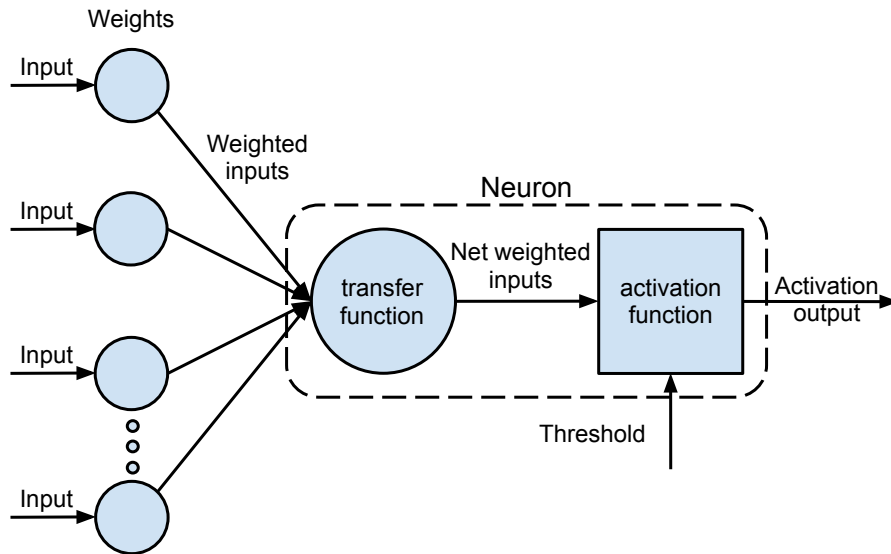 Weights
Input
Weighted
inputs
Input
Neuron
transfer
function
Net weighted
inputs
activation
function
Activation
output
Input
Threshold
Input